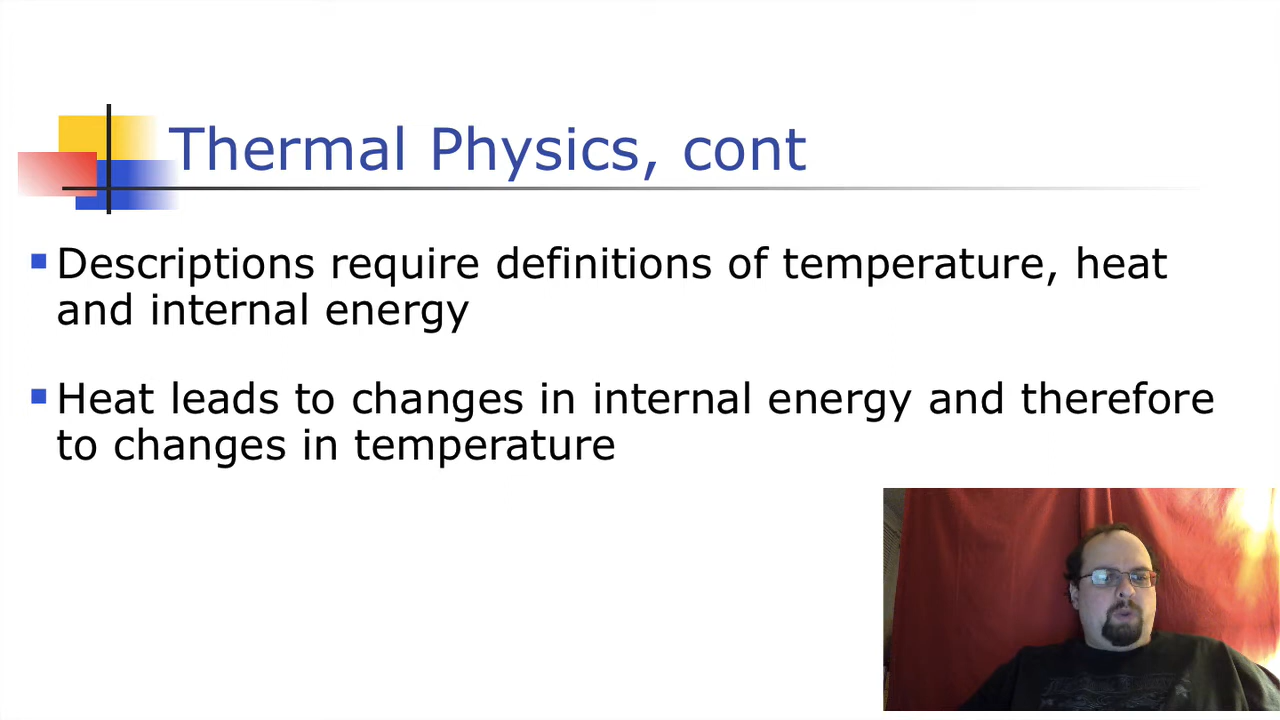 Thermal Physics, cont
Descriptions require definitions of temperature, heat
and internal energy
Heat leads to changes in internal energy and therefore
to changes in temperature